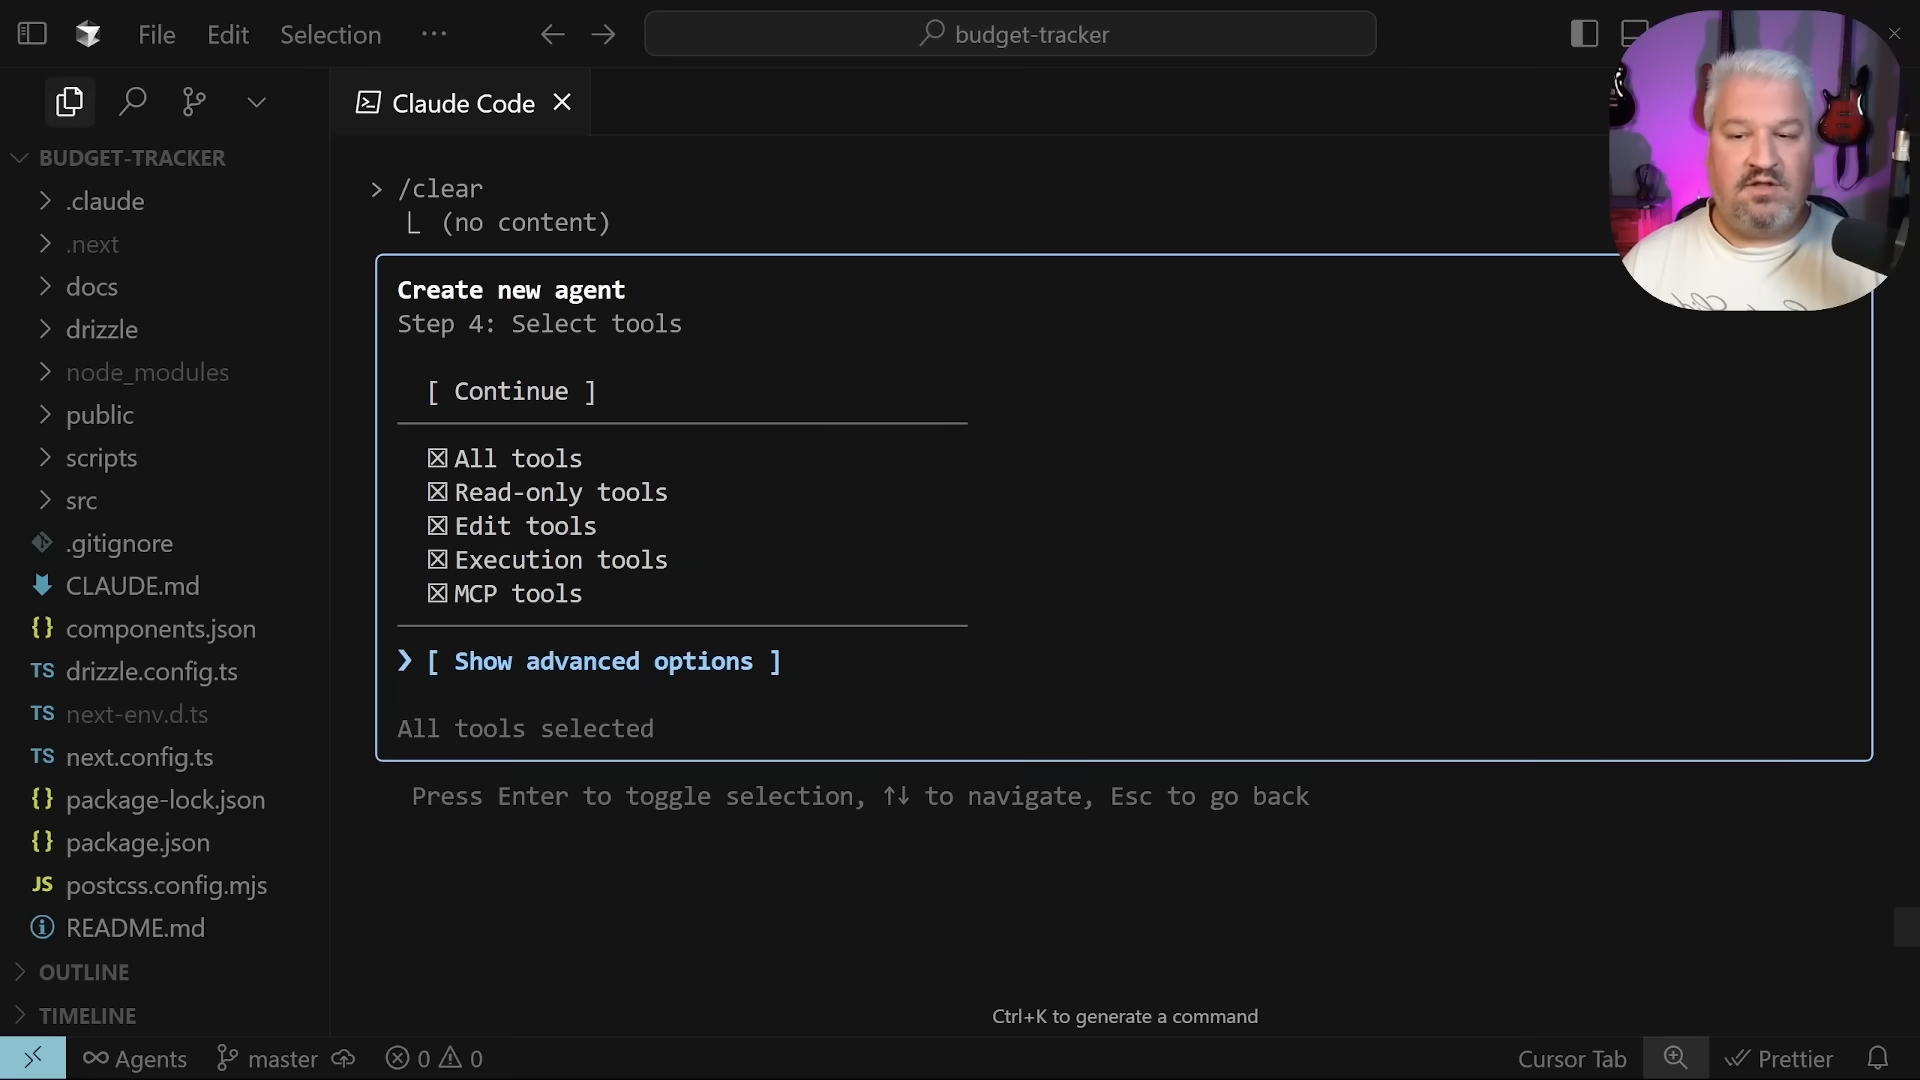 File Edit Selection ···
budget-tracker
Claude Code
BUDGET-TRACKER
.claude
.next
docs
drizzle
node_modules
public
scripts
src
.gitignore
CLAUDE.md
components.json
drizzle.config.ts
next-env.d.ts
next.config.ts
package-lock.json
package.json
postcss.config.mjs
README.md
OUTLINE
TIMELINE
> /clear
(no content)
Create new agent
Step 4: Select tools
[ Continue ]
☒ All tools
☒ Read-only tools
☒ Edit tools
☒ Execution tools
☒ MCP tools
❯ [ Show advanced options ]
All tools selected
Press Enter to toggle selection, ↑↓ to navigate, Esc to go back
Ctrl+K to generate a command
Agents master 0 0 Cursor Tab Prettier